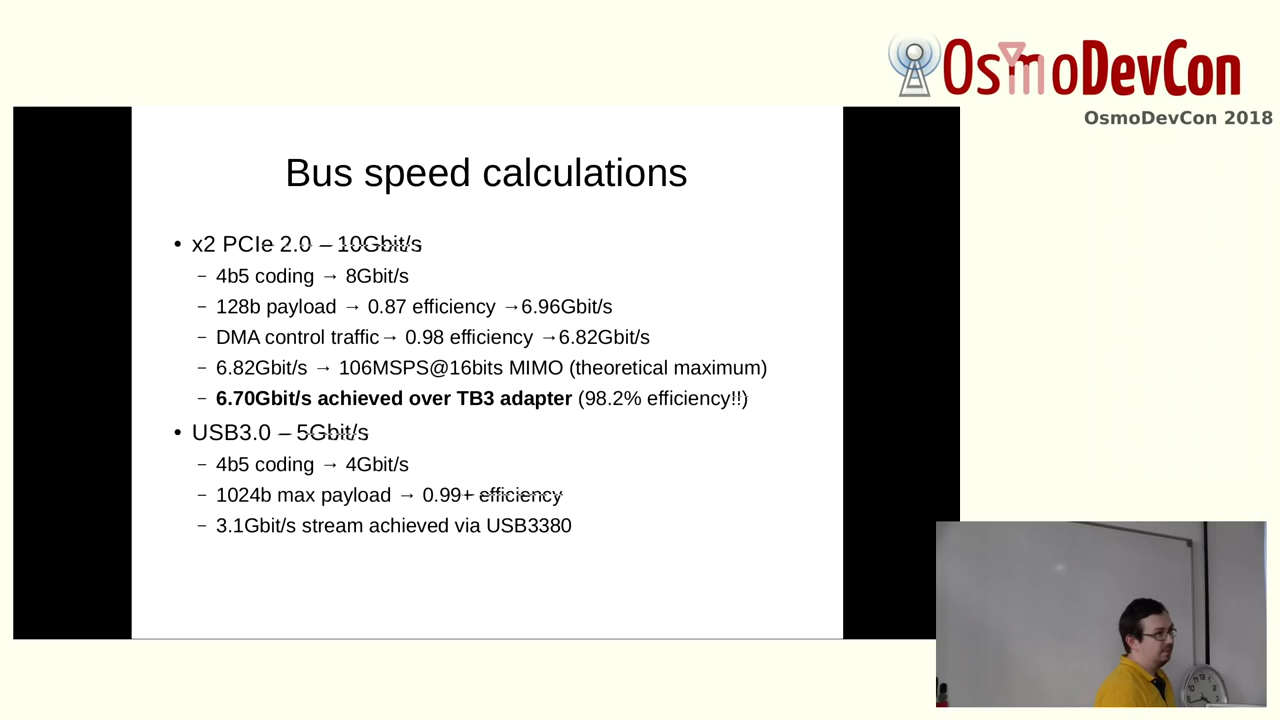 OsmoDevCon
OsmoDevCon 2018
Bus speed calculations
• x2 PCIe 2.0 – 10Gbit/s
– 4b5 coding → 8Gbit/s
– 128b payload → 0.87 efficiency →6.96Gbit/s
– DMA control traffic→ 0.98 efficiency →6.82Gbit/s
– 6.82Gbit/s → 106MSPS@16bits MIMO (theoretical maximum)
– 6.70Gbit/s achieved over TB3 adapter (98.2% efficiency!!)
• USB3.0 – 5Gbit/s
– 4b5 coding → 4Gbit/s
– 1024b max payload → 0.99+ efficiency
– 3.1Gbit/s stream achieved via USB3380